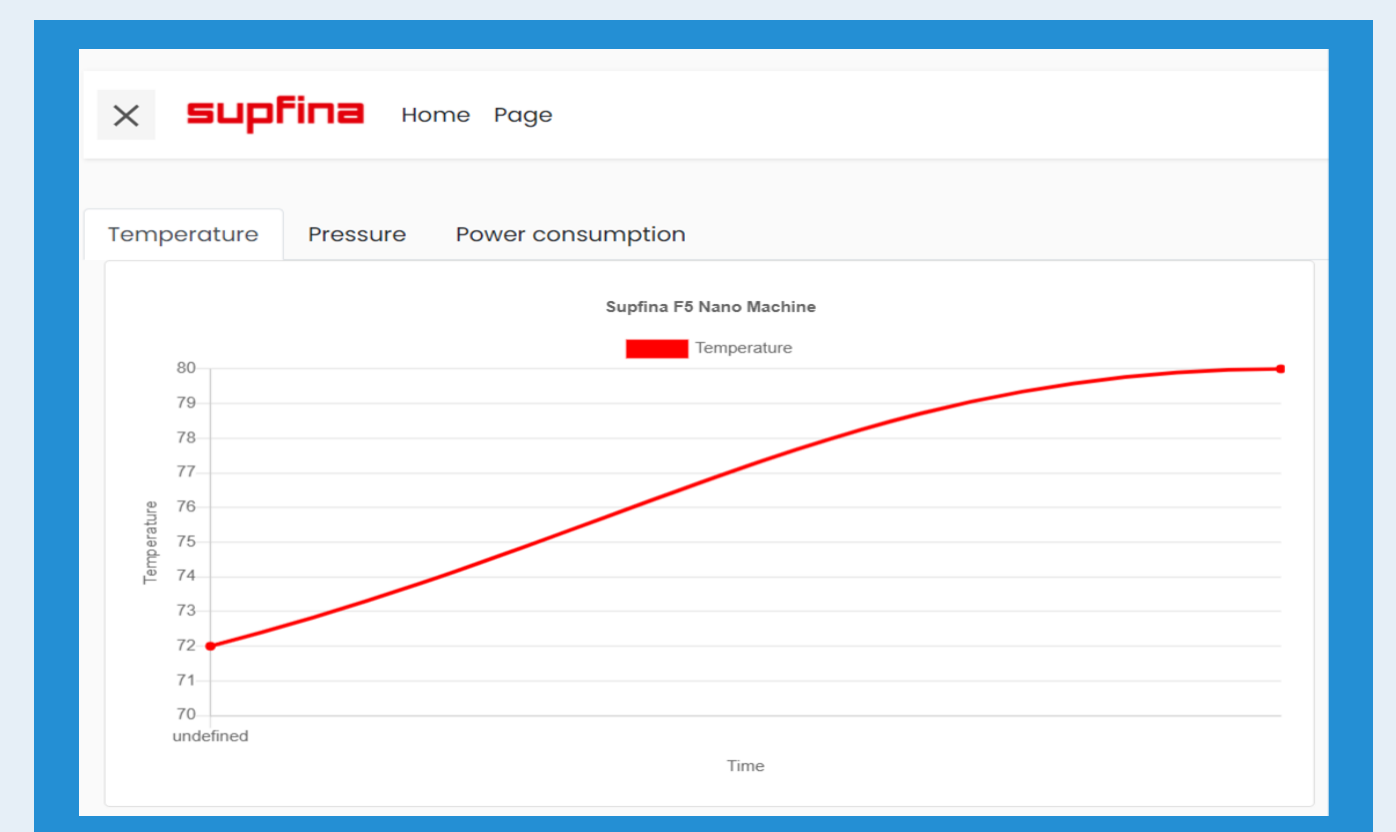 supfina Home Page
Temperature Pressure Power consumption
Supfina F5 Nano Machine
Temperature
80
79
78
77
76
75
74
73
72
71
70
Temperature
undefined
Time